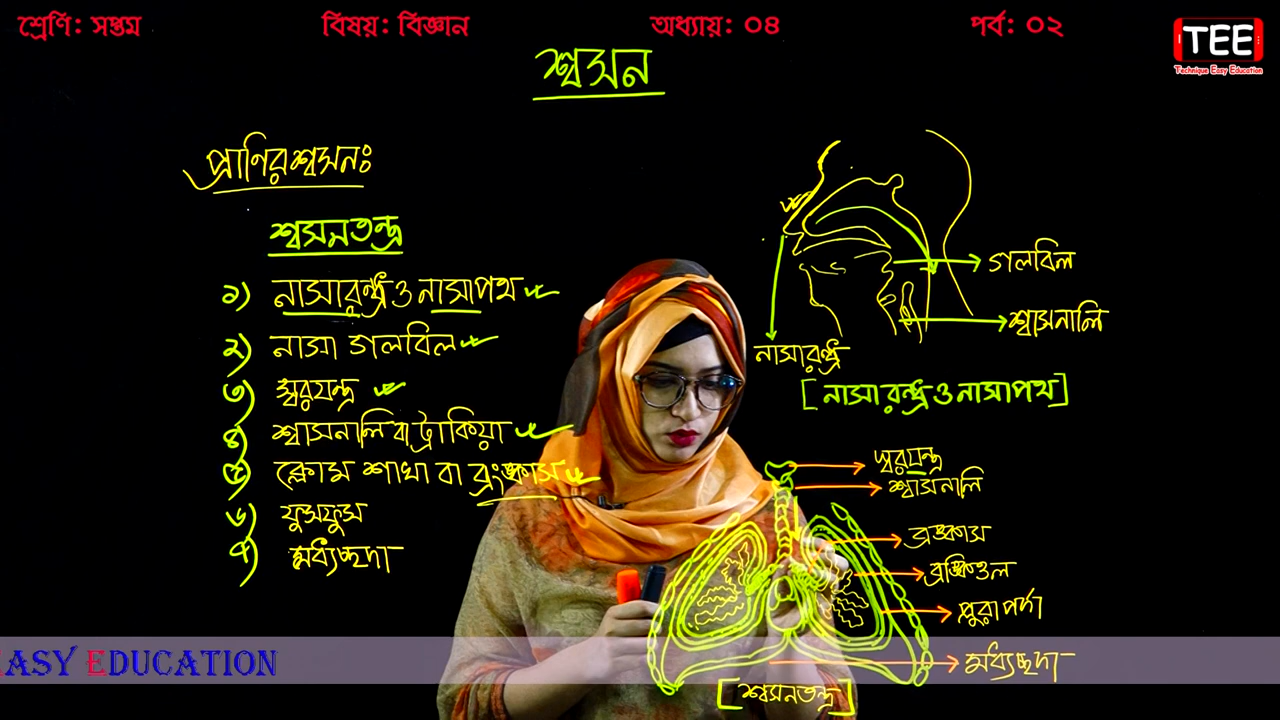 শ্রেণি: সপ্তম বিষয়: বিজ্ঞান অধ্যায়: ০৪ পর্ব: ০২
TEE
Technique Easy Education
শ্বসন
প্রাণির শ্বসনঃ
শ্বসনতন্ত্র
১) নাসারন্ধ্র ও নাসাপথ
২) নাসা গলবিল
৩) স্বরযন্ত্র
৪) শ্বাসনালি বা ট্রাকিয়া
৫) ক্লোম শাখা বা ব্রংঙ্কাস
৬) ফুসফুস
৭) মধ্যচ্ছদা
গলবিল
শ্বাসনালি
নাসারন্ধ্র
[নাসারন্ধ্র ও নাসাপথ]
স্বরযন্ত্র
শ্বাসনালি
ব্রঙ্কাস
ব্রঙ্কিওল
প্লুরা পর্দা
মধ্যচ্ছদা
[শ্বসনতন্ত্র]
EASY EDUCATION